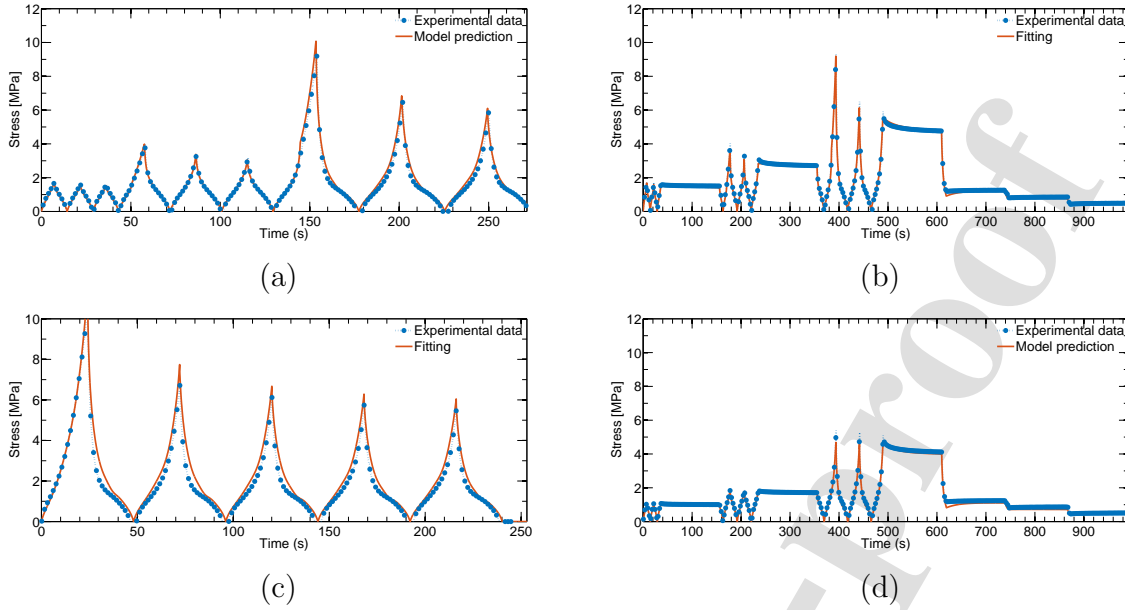 12
10
8
6
4
2
0
Stress [MPa]
Experimental data
Model prediction
0 50 100 150 200 250
Time (s)
(a)
12
10
8
6
4
2
0
Stress [MPa]
Experimental data
Fitting
0 100 200 300 400 500 600 700 800 900
Time (s)
(b)
10
8
6
4
2
0
Stress [MPa]
Experimental data
Fitting
0 50 100 150 200 250
Time (s)
(c)
12
10
8
6
4
2
0
Stress [MPa]
Experimental data
Model prediction
0 100 200 300 400 500 600 700 800 900
Time (s)
(d)
-proof